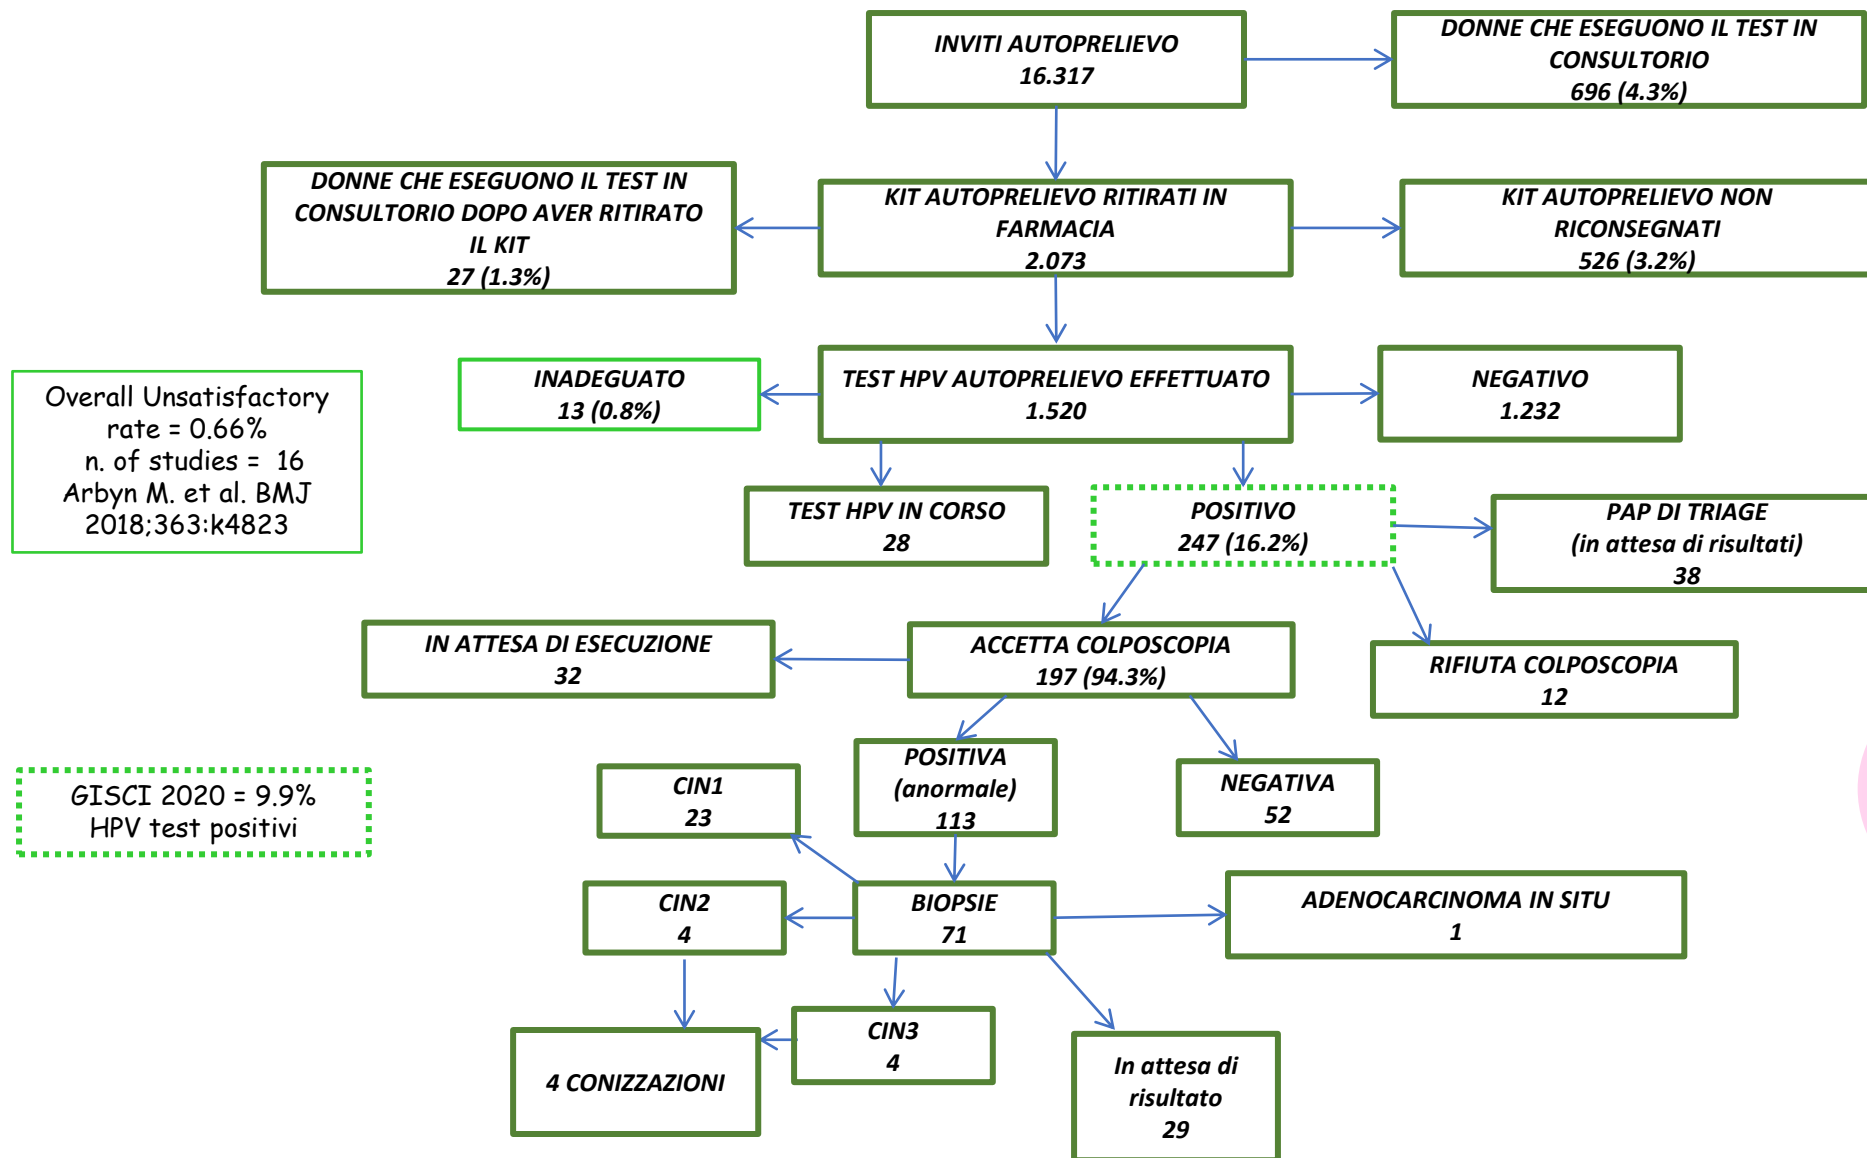 INVITI AUTOPRELIEVO
16.317
DONNE CHE ESEGUONO IL TEST IN
CONSULTORIO
696 (4.3%)
DONNE CHE ESEGUONO IL TEST IN
CONSULTORIO DOPO AVER RITIRATO
IL KIT
27 (1.3%)
KIT AUTOPRELIEVO RITIRATI IN
FARMACIA
2.073
KIT AUTOPRELIEVO NON
RICONSEGNATI
526 (3.2%)
Overall Unsatisfactory
rate = 0.66%
n. of studies = 16
Arbyn M. et al. BMJ
2018;363:k4823
INADEGUATO
13 (0.8%)
TEST HPV AUTOPRELIEVO EFFETTUATO
1.520
NEGATIVO
1.232
TEST HPV IN CORSO
28
POSITIVO
247 (16.2%)
PAP DI TRIAGE
(in attesa di risultati)
38
IN ATTESA DI ESECUZIONE
32
ACCETTA COLPOSCOPIA
197 (94.3%)
RIFIUTA COLPOSCOPIA
12
GISCI 2020 = 9.9%
HPV test positivi
CIN1
23
POSITIVA
(anormale)
113
NEGATIVA
52
CIN2
4
BIOPSIE
71
ADENOCARCINOMA IN SITU
1
4 CONIZZAZIONI
CIN3
4
In attesa di
risultato
29